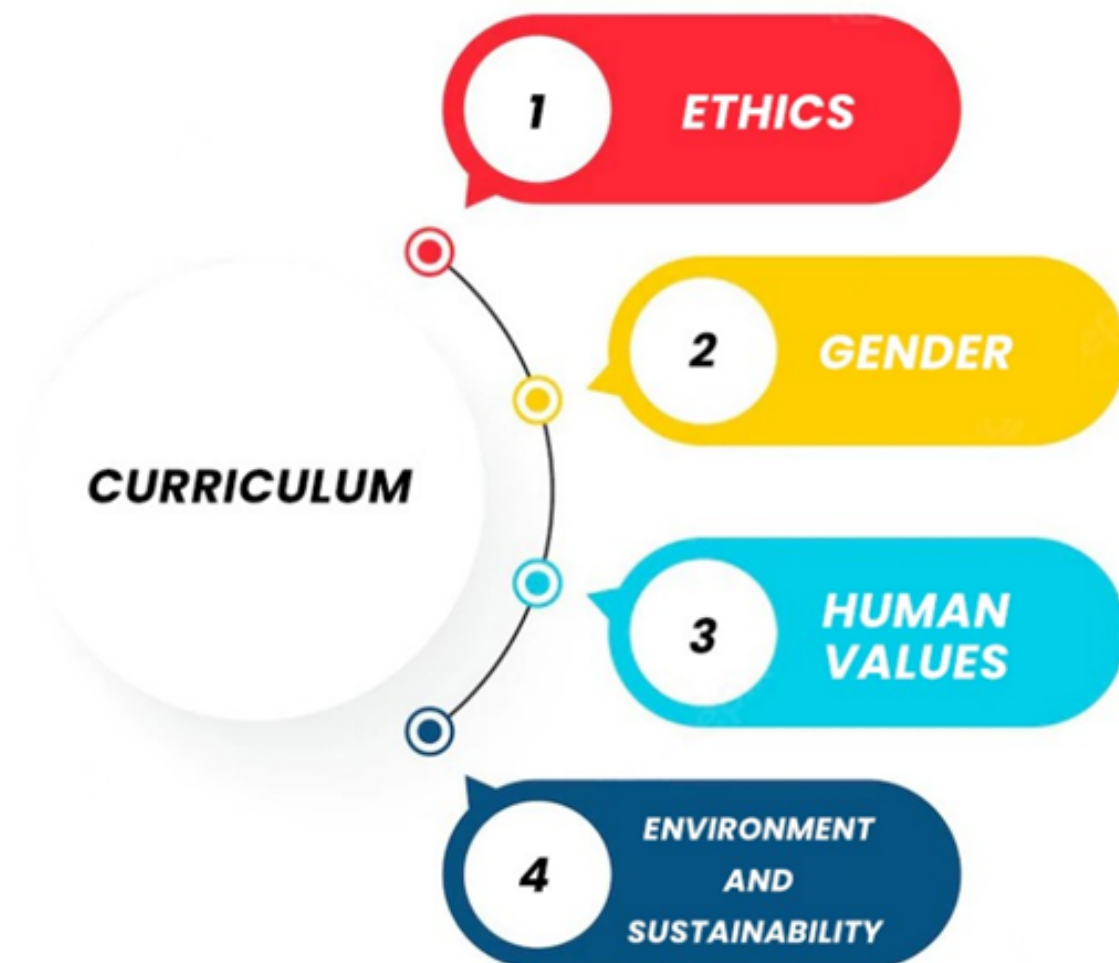 1
ETHICS
2
GENDER
CURRICULUM
3
HUMAN
VALUES
4
ENVIRONMENT
AND
SUSTAINABILITY